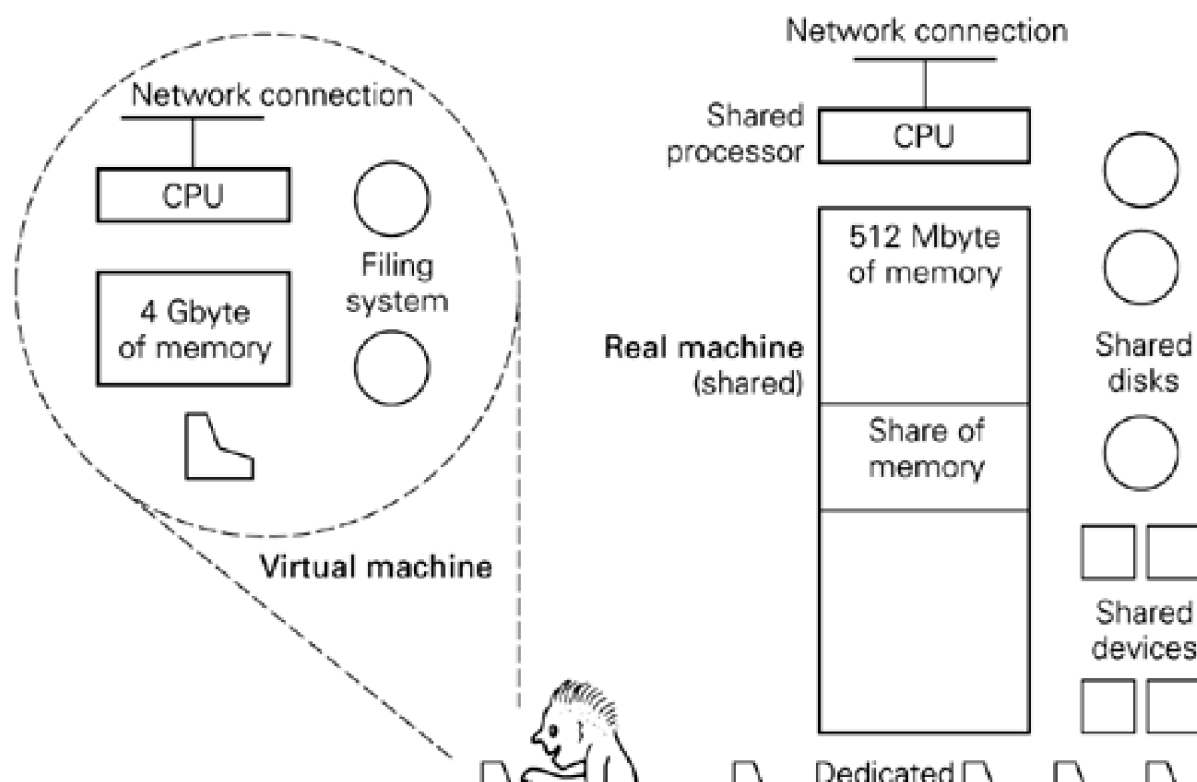 Network connection
CPU
Filing
system
4 Gbyte
of memory
Virtual machine
Network connection
Shared
processor
CPU
512 Mbyte
of memory
Real machine
(shared)
Share of
memory
Shared
disks
Shared
devices
Dedicated